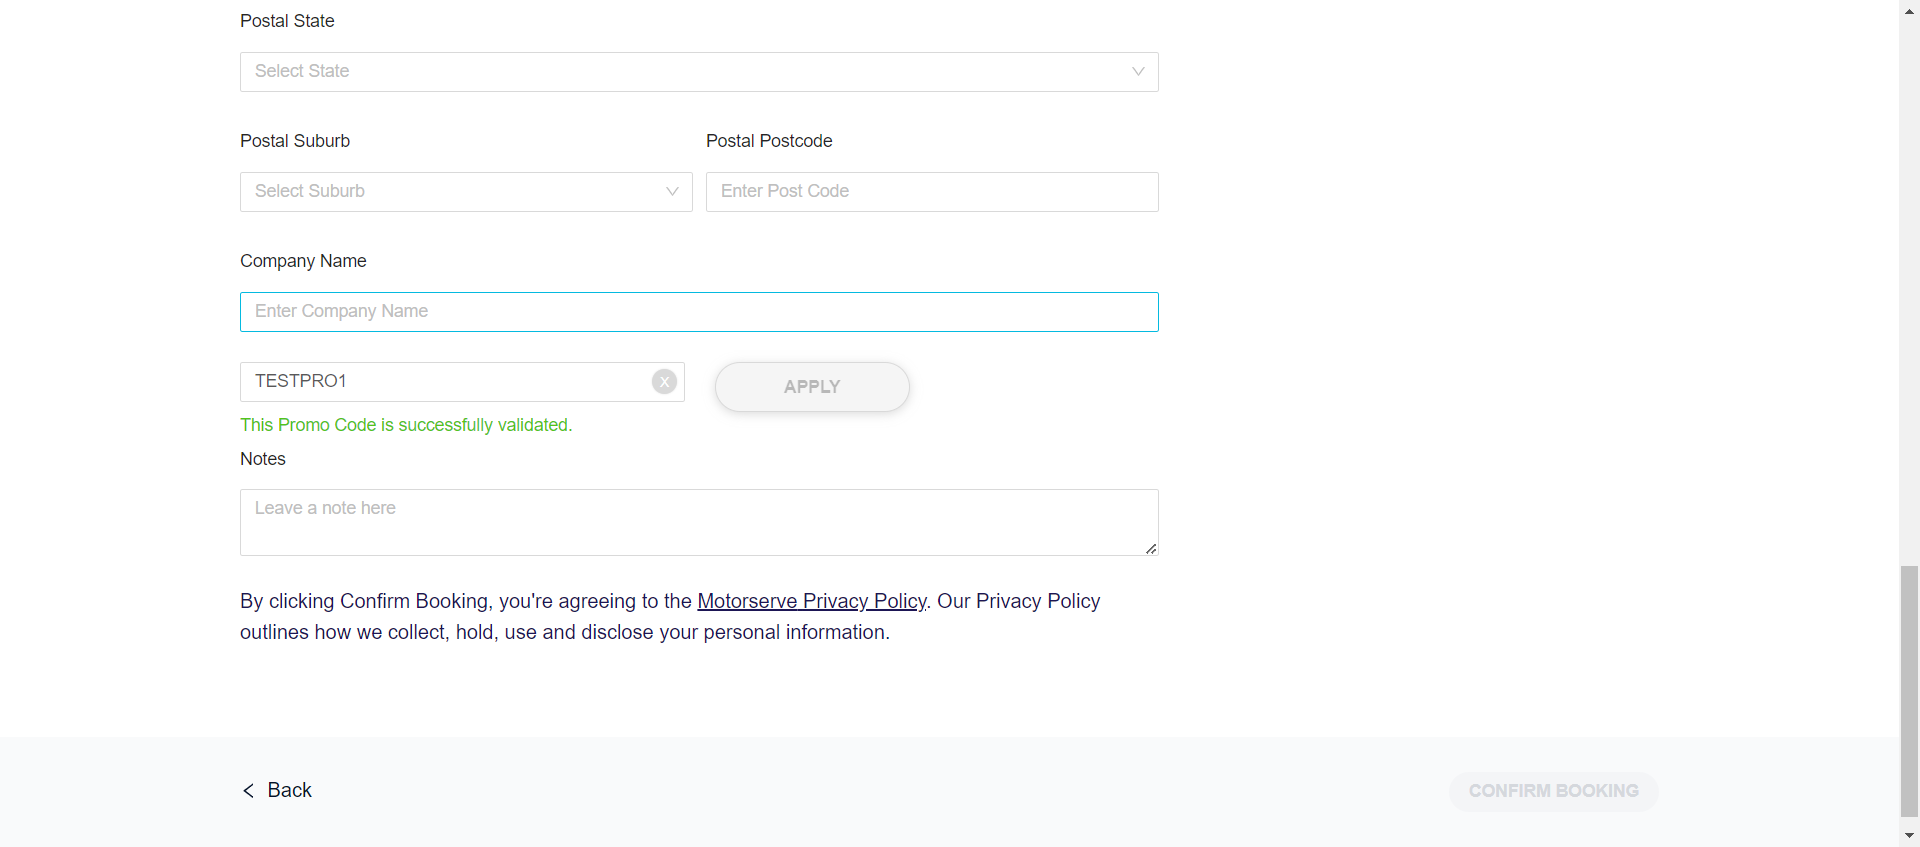 Postal State
Select State
Postal Suburb
Postal Postcode
Select Suburb
Enter Post Code
Company Name
Enter Company Name
TESTPRO1
X
APPLY
This Promo Code is successfully validated.
Notes
Leave a note here
By clicking Confirm Booking, you're agreeing to the Motorserve Privacy Policy. Our Privacy Policy
outlines how we collect, hold, use and disclose your personal information.
Back
CONFIRM BOOKING